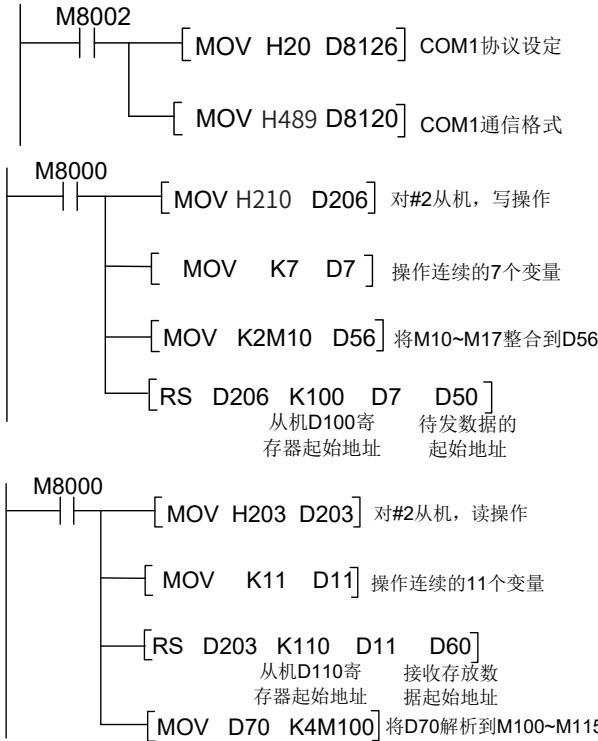 M8002
MOV H20 D8126 COM1协议设定
MOV H489 D8120 COM1通信格式
M8000
MOV H210 D206 对#2从机，写操作
MOV K7 D7 操作连续的7个变量
MOV K2M10 D56 将M10~M17整合到D56
RS D206 K100 D7 D50
从机D100寄 待发数据的
存器起始地址 起始地址
M8000
MOV H203 D203 对#2从机，读操作
MOV K11 D11 操作连续的11个变量
RS D203 K110 D11 D60
从机D110寄 接收存放数
存器起始地址 据起始地址
MOV D70 K4M100 将D70解析到M100~M115